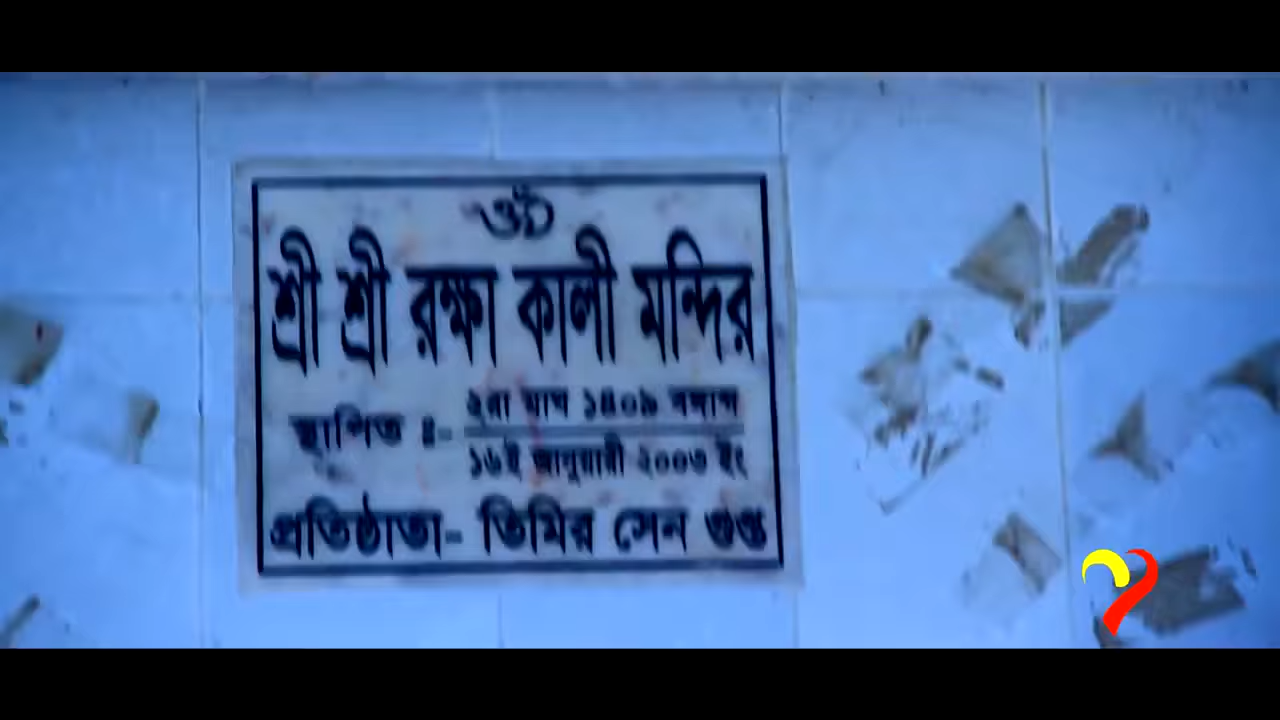 ওঁ
শ্রী শ্রী রক্ষা কালী মন্দির
স্থাপিত ঃ- ২রা মাঘ ১৪০৯ বঙ্গাব্দ
১৬ই জানুয়ারী ২০০৩ ইং
প্রতিষ্ঠাতা- তিমির সেন গুপ্ত